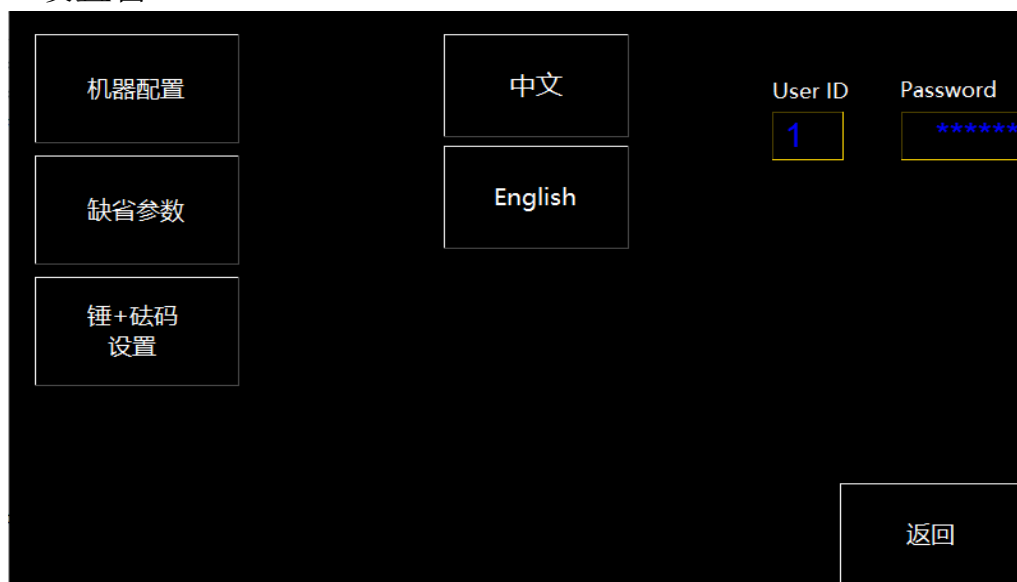 机器配置
中文
User ID
Password
1
******
缺省参数
English
锤+砝码
设置
返回